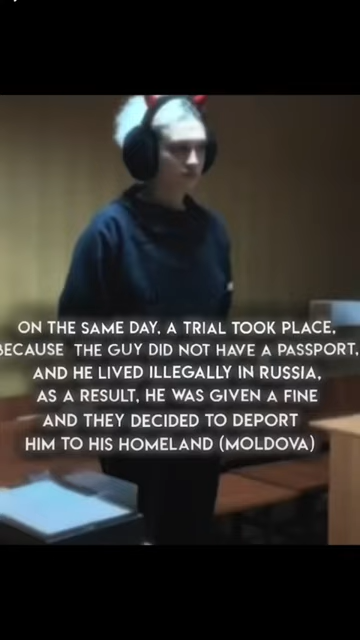 ON THE SAME DAY, A TRIAL TOOK PLACE,
BECAUSE THE GUY DID NOT HAVE A PASSPORT,
AND HE LIVED ILLEGALLY IN RUSSIA,
AS A RESULT, HE WAS GIVEN A FINE
AND THEY DECIDED TO DEPORT
HIM TO HIS HOMELAND (MOLDOVA)